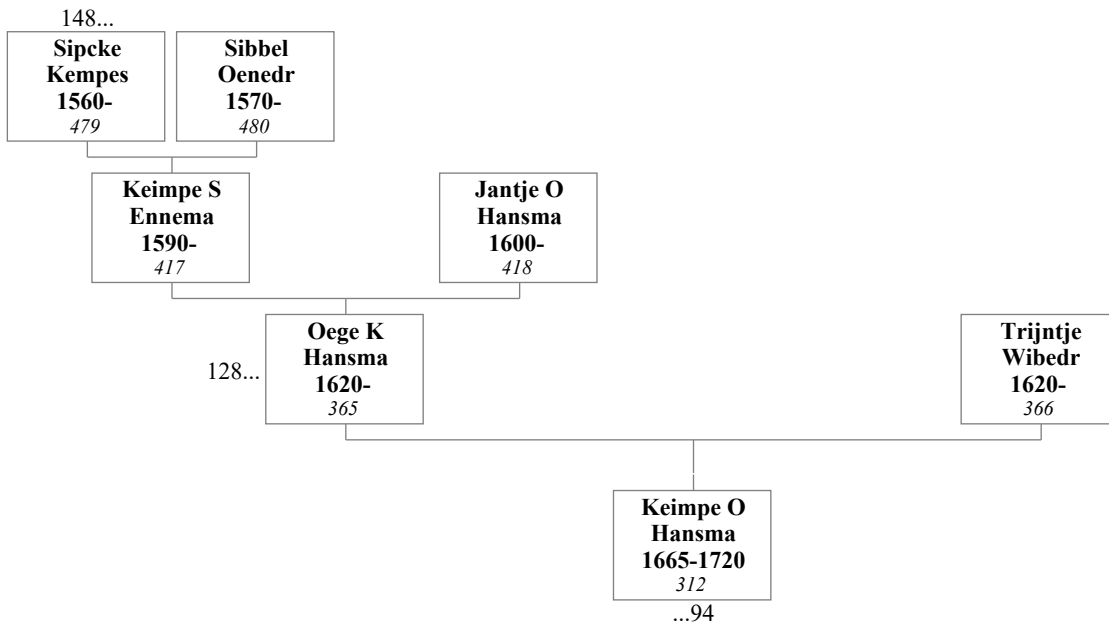 148...
Sipcke
Kempes
1560-
479
Sibbel
Oenedr
1570-
480
Keimpe S
Ennema
1590-
417
Jantje O
Hansma
1600-
418
128...
Oege K
Hansma
1620-
365
Trijntje
Wibedr
1620-
366
Keimpe O
Hansma
1665-1720
312
...94